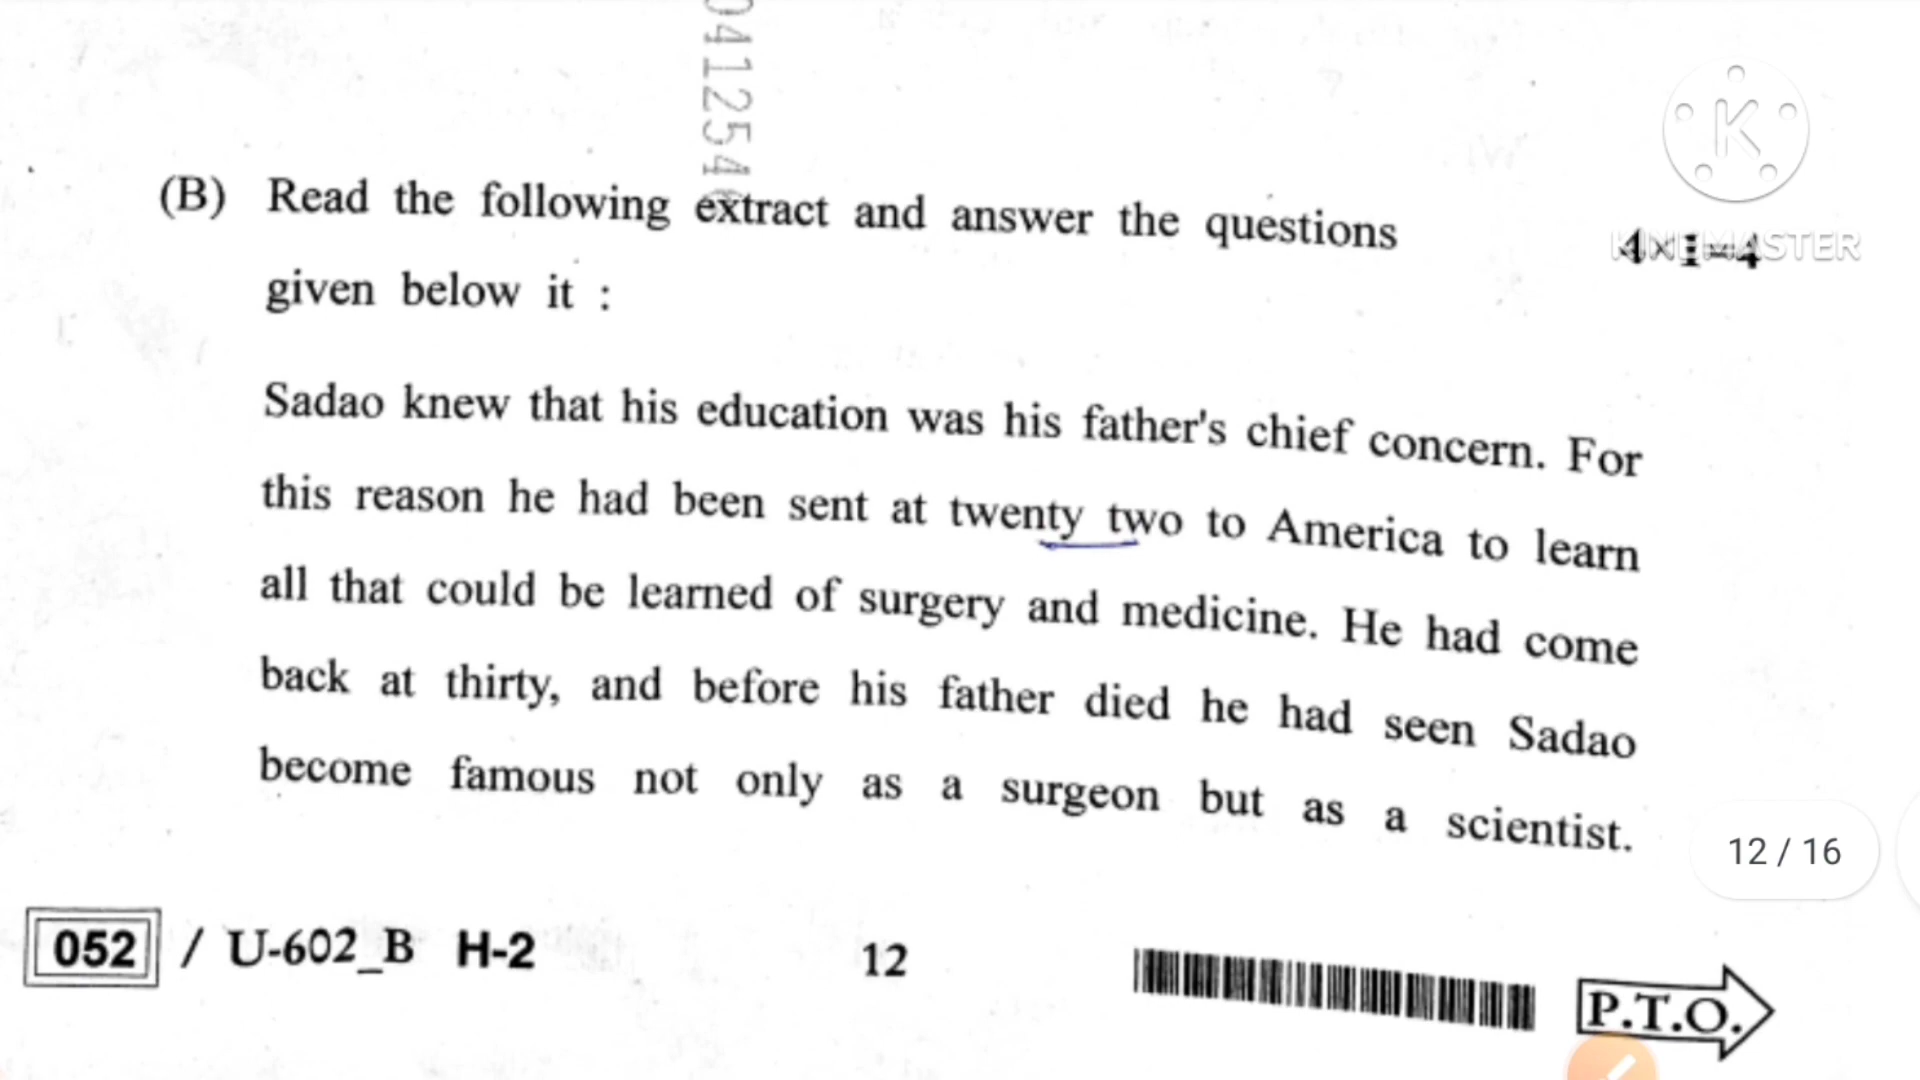 041254
K
KINEMASTER
(B) Read the following extract and answer the questions
4×1=4
given below it :
Sadao knew that his education was his father's chief concern. For
this reason he had been sent at twenty two to America to learn
all that could be learned of surgery and medicine. He had come
back at thirty, and before his father died he had seen Sadao
become famous not only as a surgeon but as a scientist.
12 / 16
052 / U-602_B H-2
12
P.T.O.